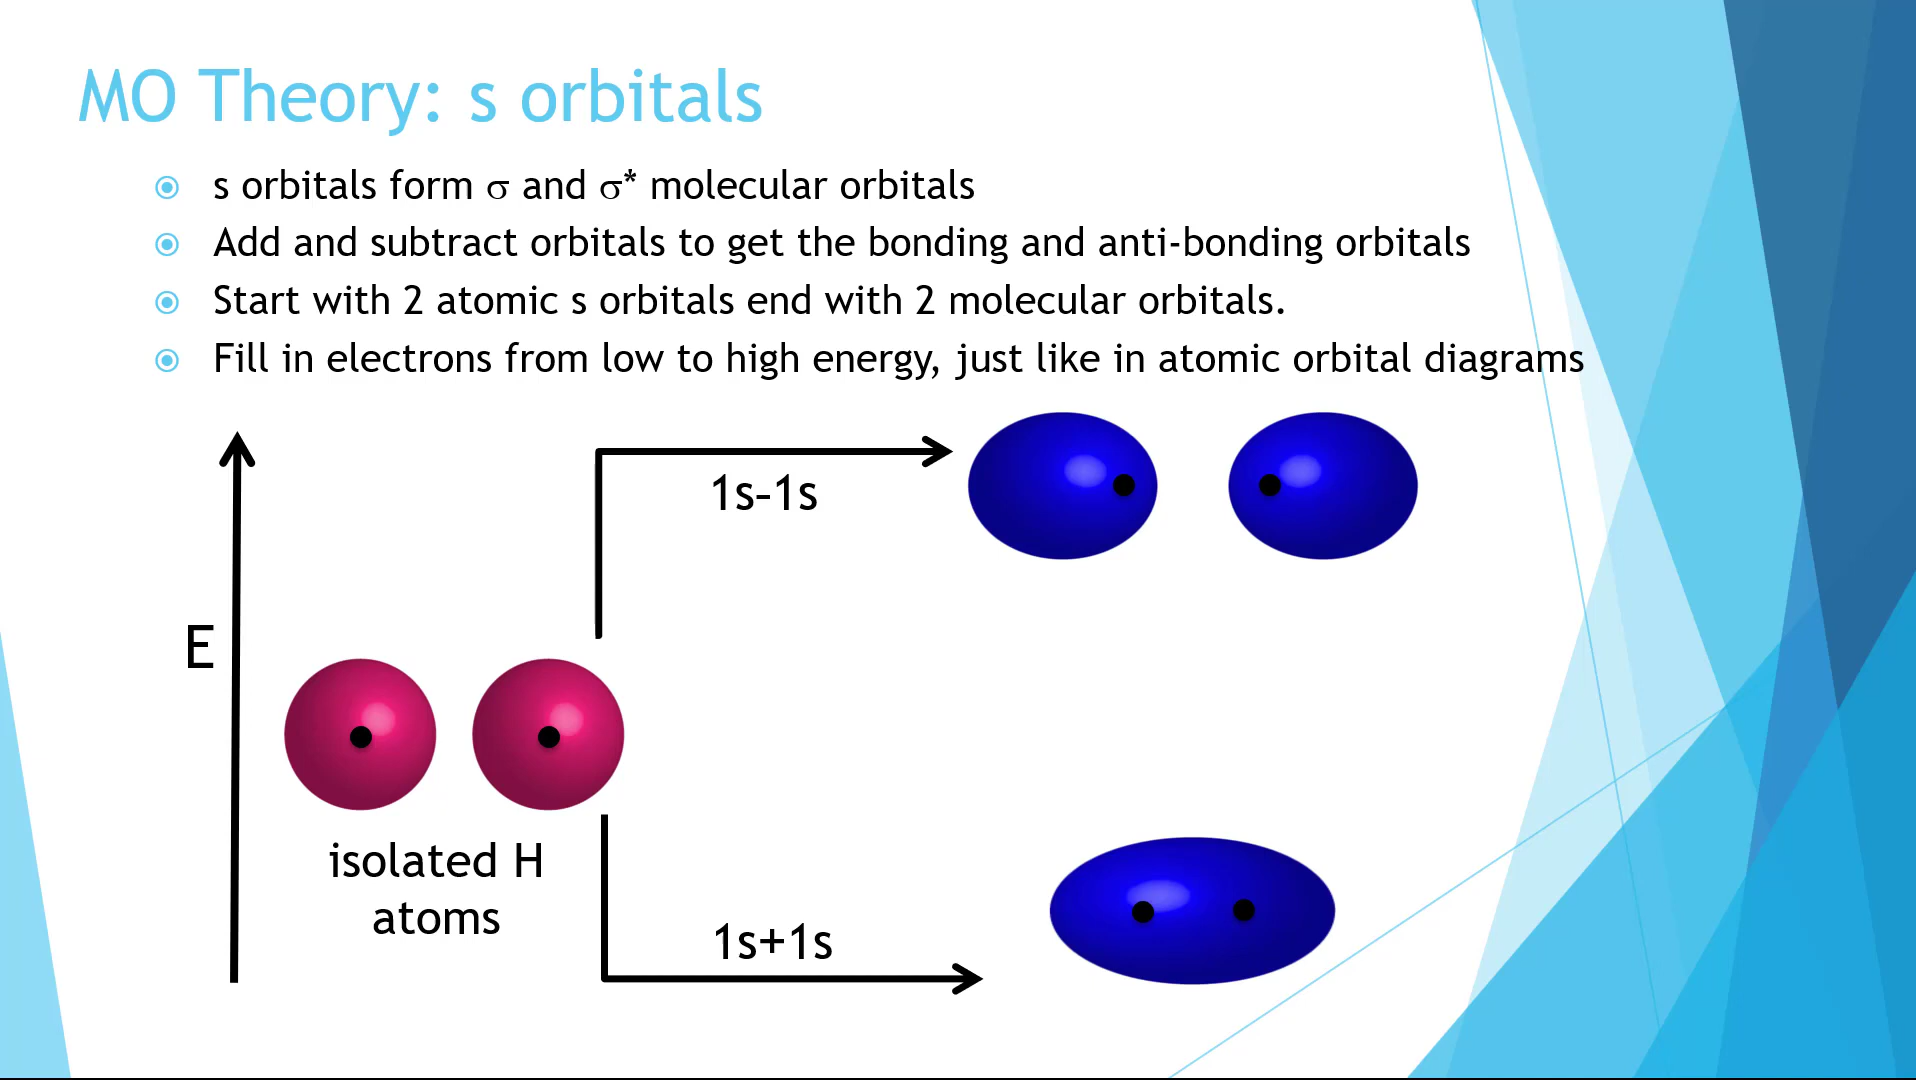 MO Theory: s orbitals
s orbitals form σ and σ* molecular orbitals
Add and subtract orbitals to get the bonding and anti-bonding orbitals
Start with 2 atomic s orbitals end with 2 molecular orbitals.
Fill in electrons from low to high energy, just like in atomic orbital diagrams
1s-1s
E
isolated H
atoms
1s+1s